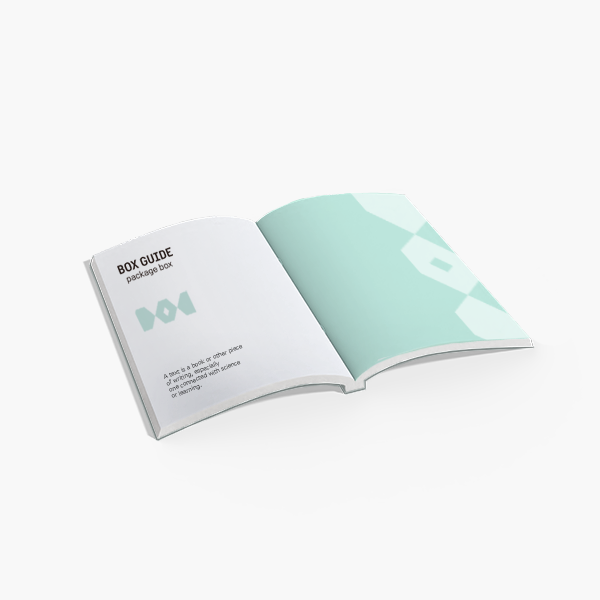 BOX GUIDE
package box
A text is a book or other piece
of writing, especially
one connected with science
or learning.